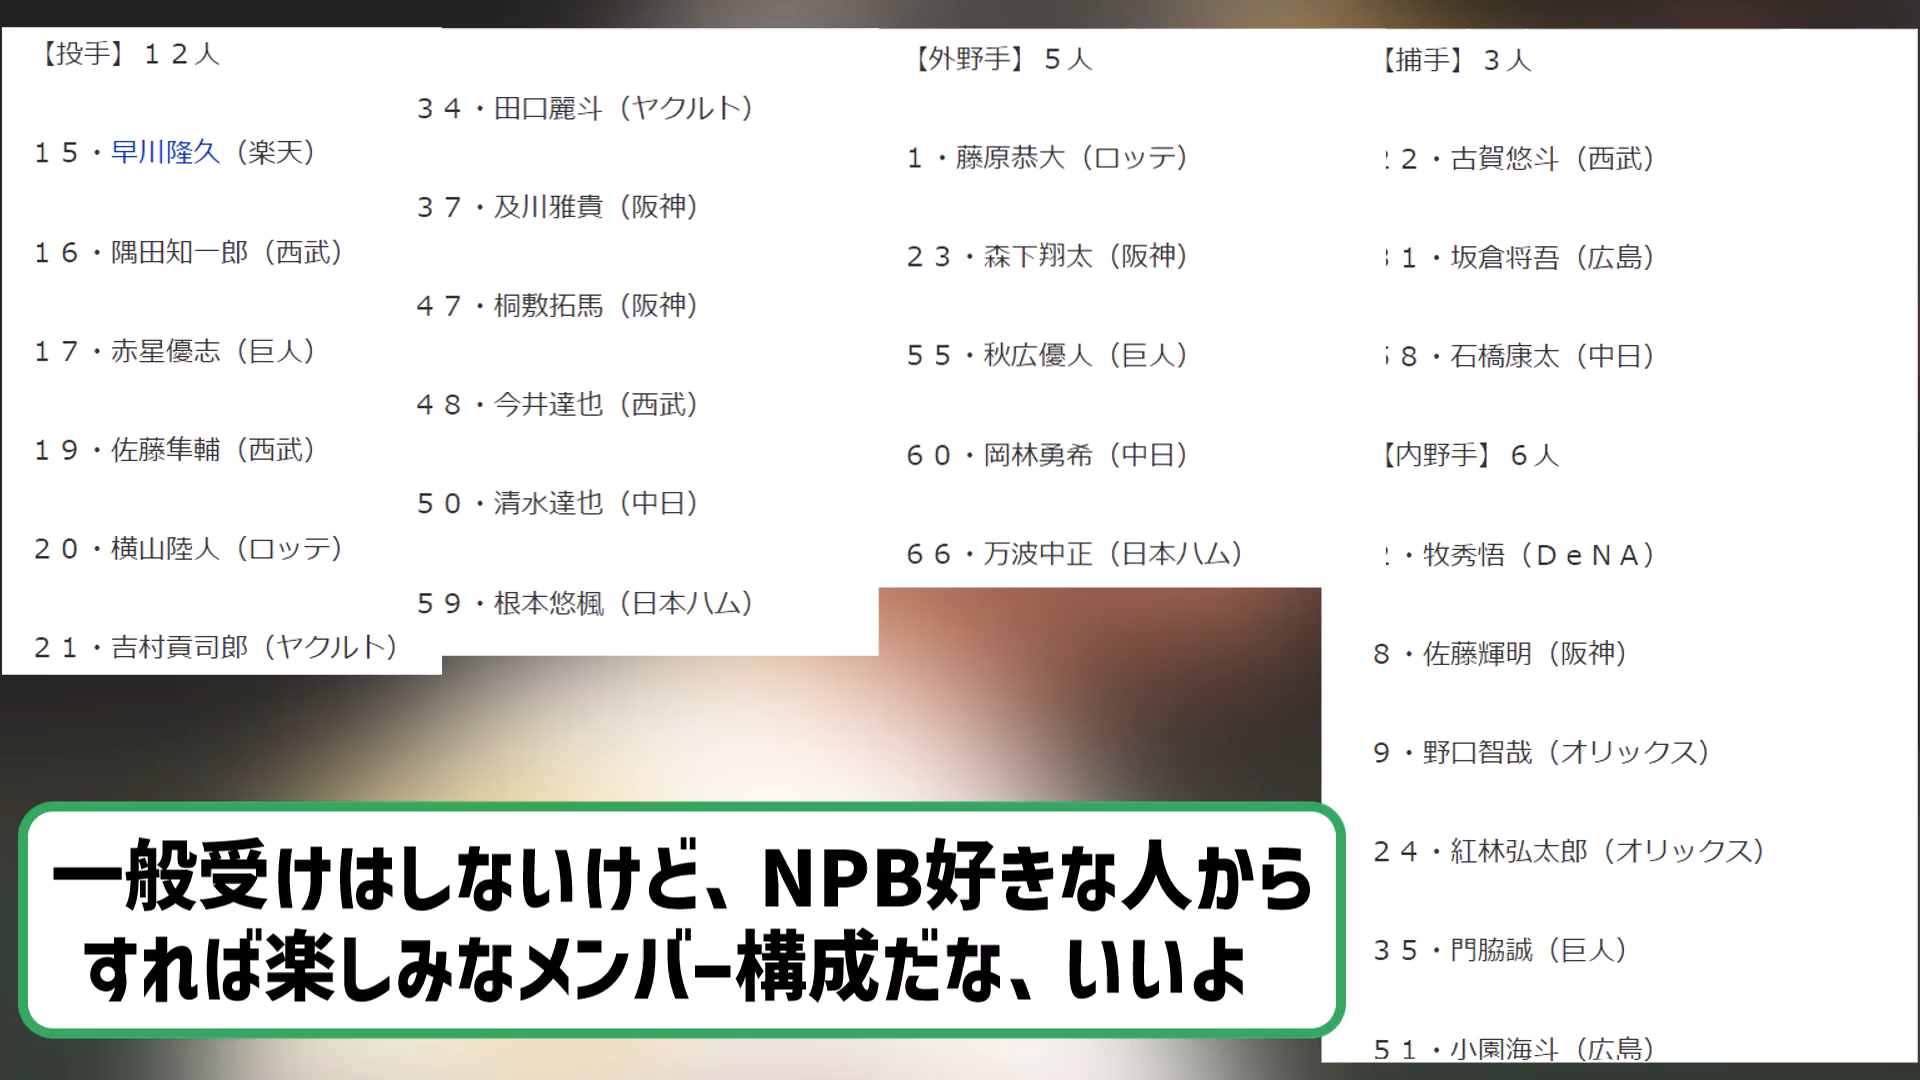 【投手】１２人
１５・早川隆久（楽天）
１６・隅田知一郎（西武）
１７・赤星優志（巨人）
１９・佐藤隼輔（西武）
２０・横山陸人（ロッテ）
２１・吉村貢司郎（ヤクルト）
３４・田口麗斗（ヤクルト）
３７・及川雅貴（阪神）
４７・桐敷拓馬（阪神）
４８・今井達也（西武）
５０・清水達也（中日）
５９・根本悠楓（日本ハム）
【外野手】５人
１・藤原恭大（ロッテ）
２３・森下翔太（阪神）
５５・秋広優人（巨人）
６０・岡林勇希（中日）
６６・万波中正（日本ハム）
【捕手】３人
２２・古賀悠斗（西武）
３１・坂倉将吾（広島）
５８・石橋康太（中日）
【内野手】６人
２・牧秀悟（ＤｅＮＡ）
８・佐藤輝明（阪神）
９・野口智哉（オリックス）
２４・紅林弘太郎（オリックス）
３５・門脇誠（巨人）
５１・小園海斗（広島）
一般受けはしないけど、NPB好きな人から
すれば楽しみなメンバー構成だな、いいよ